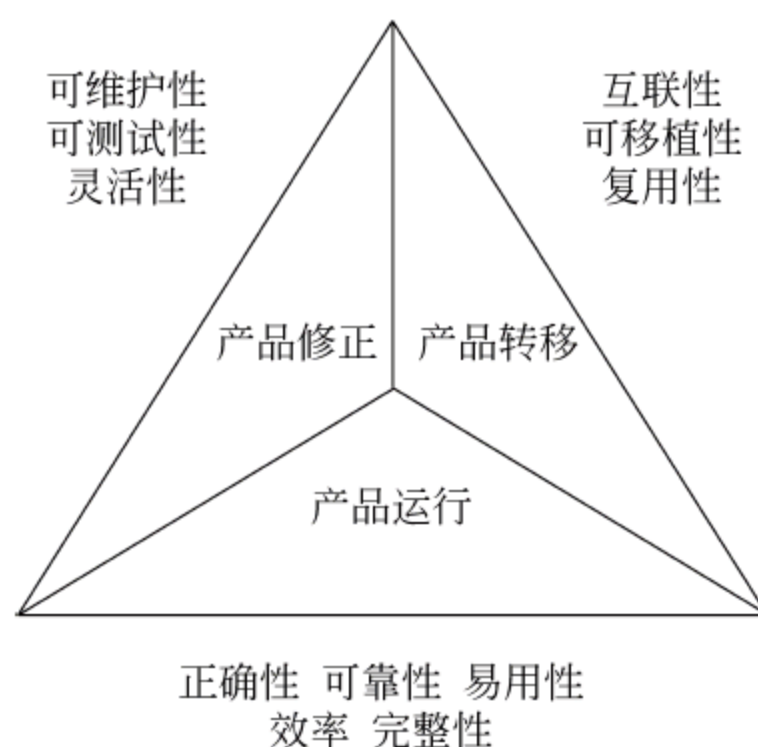 可维护性
可测试性
灵活性
互联性
可移植性
复用性
产品修正
产品转移
产品运行
正确性 可靠性 易用性
效率 完整性